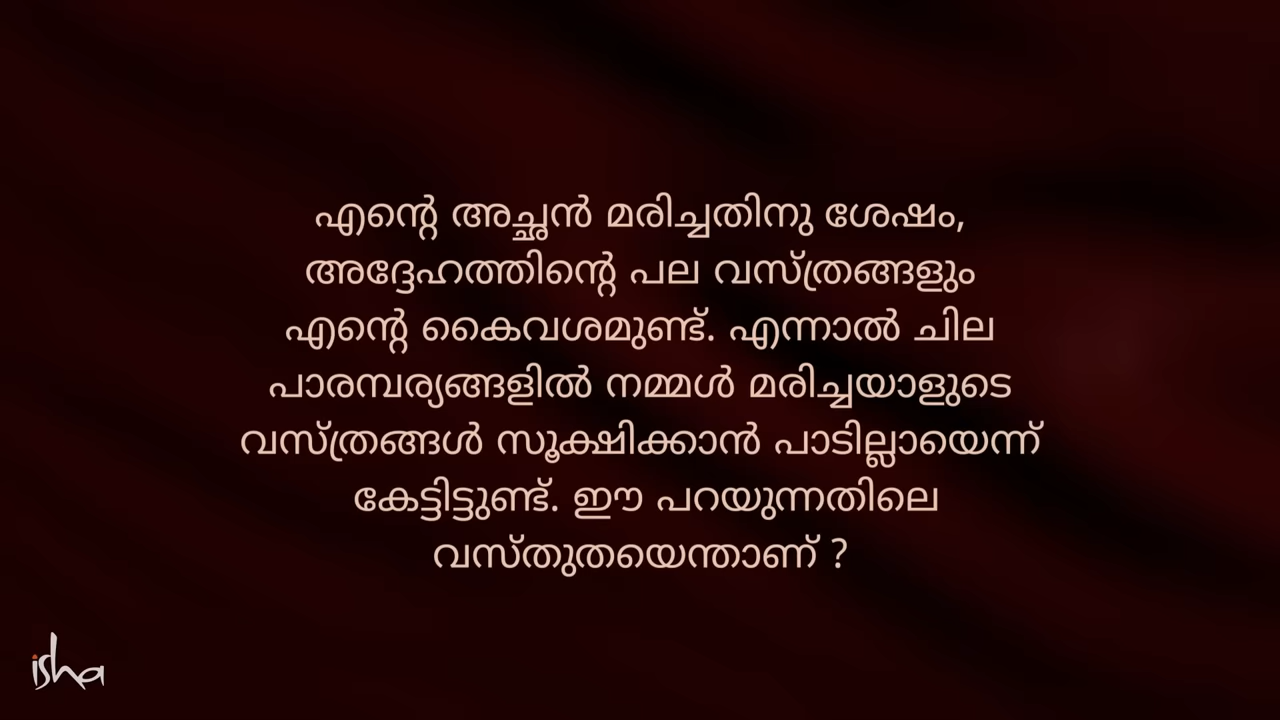 എന്റെ അച്ഛൻ മരിച്ചതിനു ശേഷം,
അദ്ദേഹത്തിന്റെ പല വസ്ത്രങ്ങളും
എന്റെ കൈവശമുണ്ട്. എന്നാൽ ചില
പാരമ്പര്യങ്ങളിൽ നമ്മൾ മരിച്ചയാളുടെ
വസ്ത്രങ്ങൾ സൂക്ഷിക്കാൻ പാടില്ലായെന്ന്
കേട്ടിട്ടുണ്ട്. ഈ പറയുന്നതിലെ
വസ്തുതയെന്താണ് ?
isha